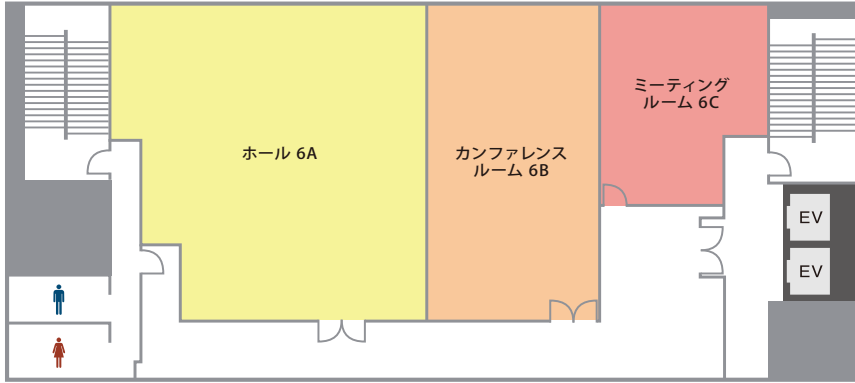 ミーティング
ルーム 6C
ホール 6A
カンファレンス
ルーム 6B
EV
EV